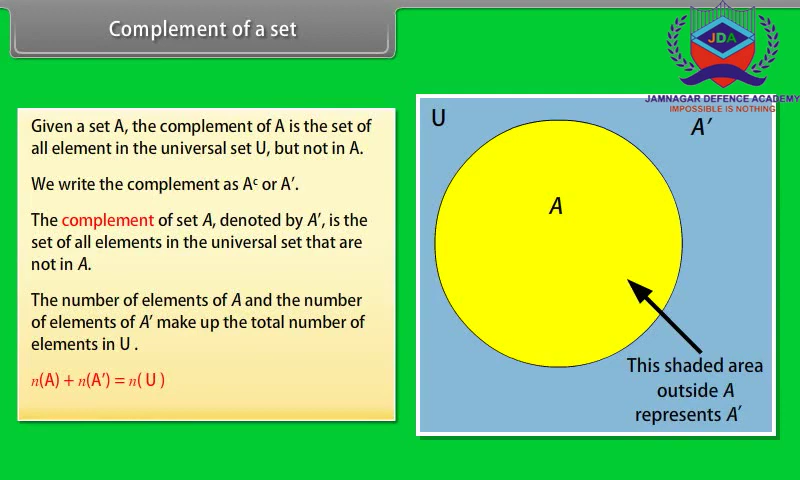 Complement of a set
JDA
JAMNAGAR DEFENCE ACADEMY
IMPOSSIBLE IS NOTHING
Given a set A, the complement of A is the set of
all element in the universal set U, but not in A.
We write the complement as Aᶜ or A′.
The complement of set A, denoted by A′, is the
set of all elements in the universal set that are
not in A.
The number of elements of A and the number
of elements of A′ make up the total number of
elements in U .
n(A) + n(A′) = n( U )
U
A′
A
This shaded area
outside A
represents A′